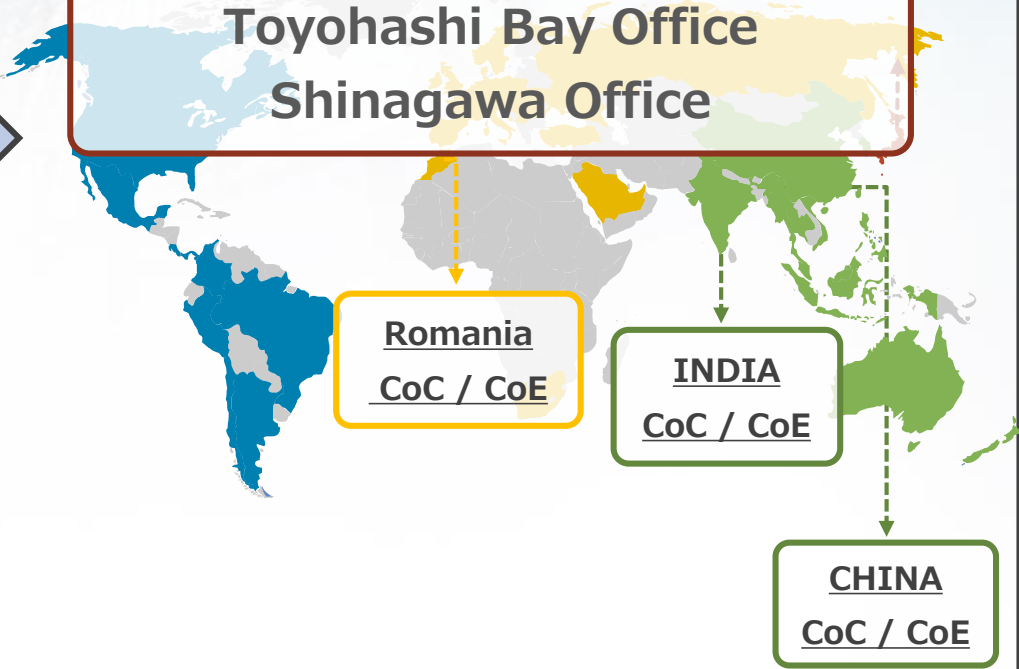 Toyohashi Bay Office
Shinagawa Office
Romania
CoC / CoE
INDIA
CoC / CoE
CHINA
CoC / CoE